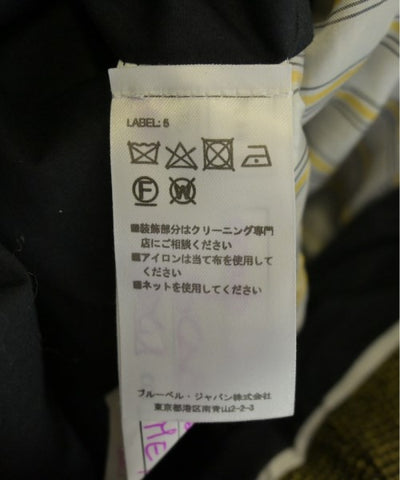 LABEL: 5
F W
■装飾部分はクリーニング専門
店にご相談ください
■アイロンは当て布を使用して
ください
■ネットを使用してください
ブルーベル・ジャパン株式会社
東京都港区南青山2-2-3
ME